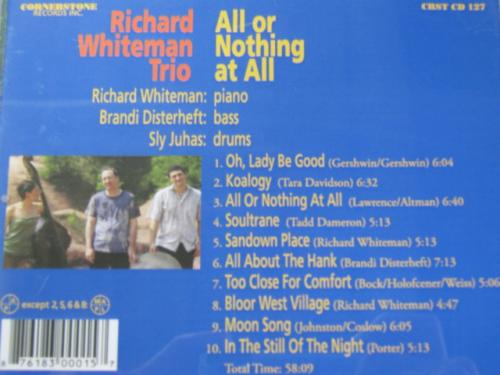 CORNERSTONE
RECORDS INC.
CRST CD 127
Richard
Whiteman
Trio
All or
Nothing
at All
Richard Whiteman: piano
Brandi Disterheft: bass
Sly Juhas: drums
1. Oh, Lady Be Good (Gershwin/Gershwin) 6:04
2. Koalogy (Tara Davidson) 6:32
3. All Or Nothing At All (Lawrence/Altman) 6:40
4. Soultrane (Tadd Dameron) 5:13
5. Sandown Place (Richard Whiteman) 5:13
6. All About The Hank (Brandi Disterheft) 7:13
7. Too Close For Comfort (Bock/Holofcener/Weiss) 06
8. Bloor West Village (Richard Whiteman) 4:47
9. Moon Song (Johnston/Coslow) 6:05
10. In The Still Of The Night (Porter) 5:13
Total Time: 58:09
except 2, 5, 6 & 8:
8 76183 00015 7